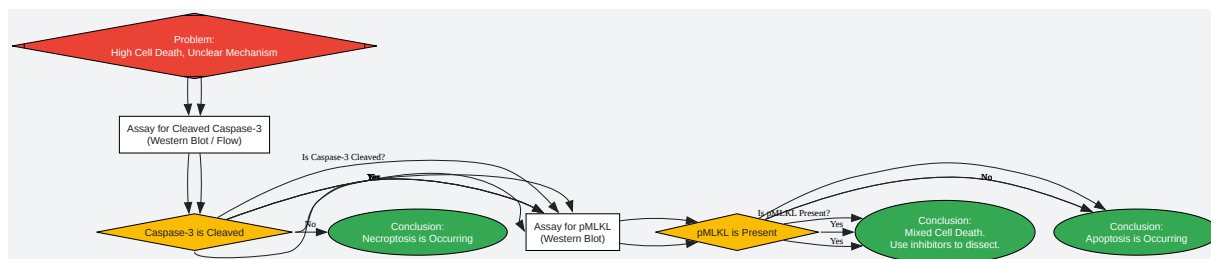 Problem:
High Cell Death, Unclear Mechanism
Assay for Cleaved Caspase-3
(Western Blot / Flow)
Is Caspase-3 Cleaved?
Yes
Caspase-3 is Cleaved
No
Conclusion:
Necroptosis is Occurring
Assay for pMLKL
(Western Blot)
pMLKL is Present
Is pMLKL Present?
Yes
Yes
No
Conclusion:
Mixed Cell Death.
Use inhibitors to dissect.
Conclusion:
Apoptosis is Occurring